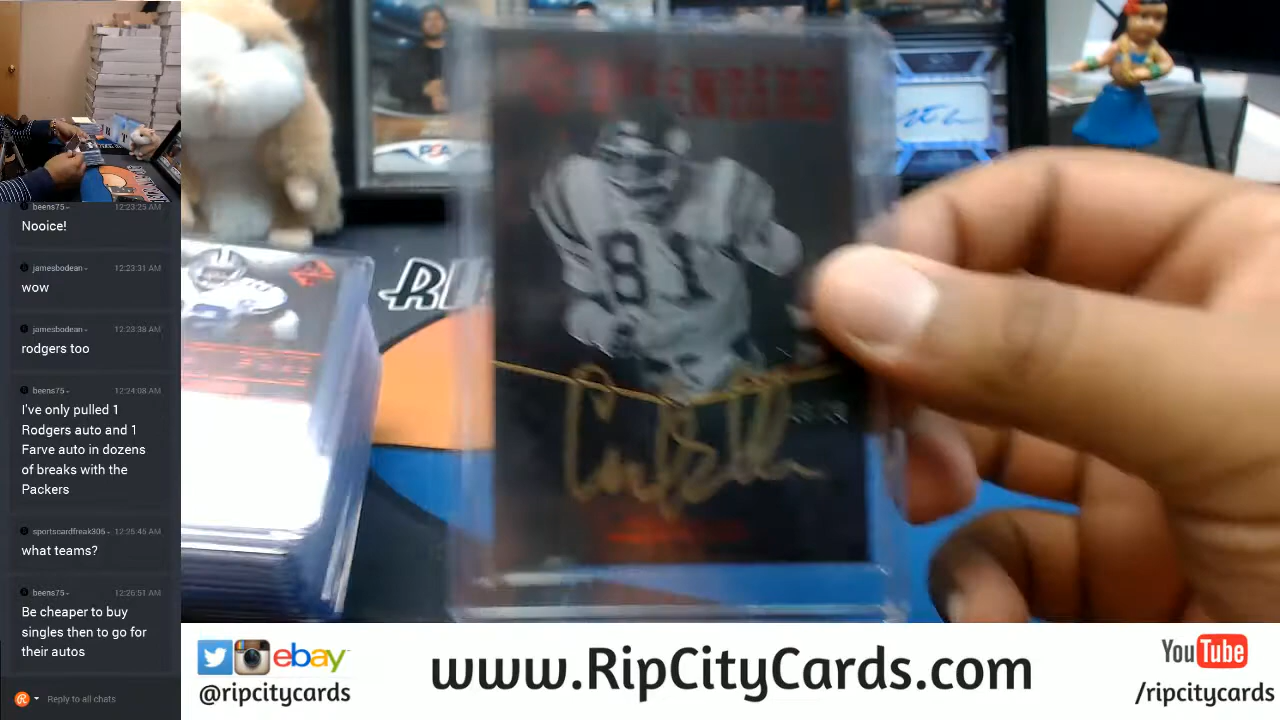 beens75- 12:23:25 AM
Nooice!
jamesbodean- 12:23:31 AM
wow
jamesbodean- 12:23:38 AM
rodgers too
beens75- 12:24:08 AM
I've only pulled 1
Rodgers auto and 1
Farve auto in dozens
of breaks with the
Packers
sportscardfreak305- 12:25:45 AM
what teams?
beens75- 12:26:51 AM
Be cheaper to buy
singles then to go for
their autos
Reply to all chats
81
PSA
ebay
@ripcitycards
www.RipCityCards.com
YouTube
/ripcitycards